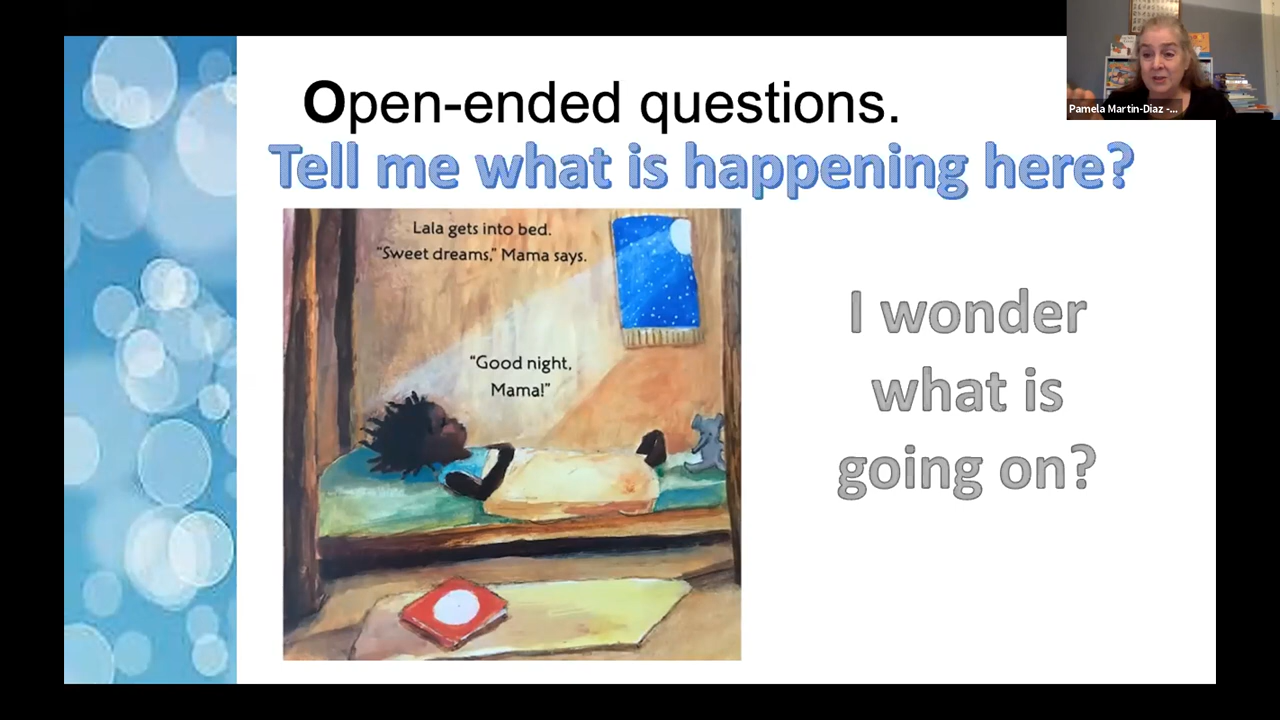 Open-ended questions.
Tell me what is happening here?
Lala gets into bed.
"Sweet dreams," Mama says.
"Good night,
Mama!"
I wonder
what is
going on?
Pamela Martin-Diaz -...